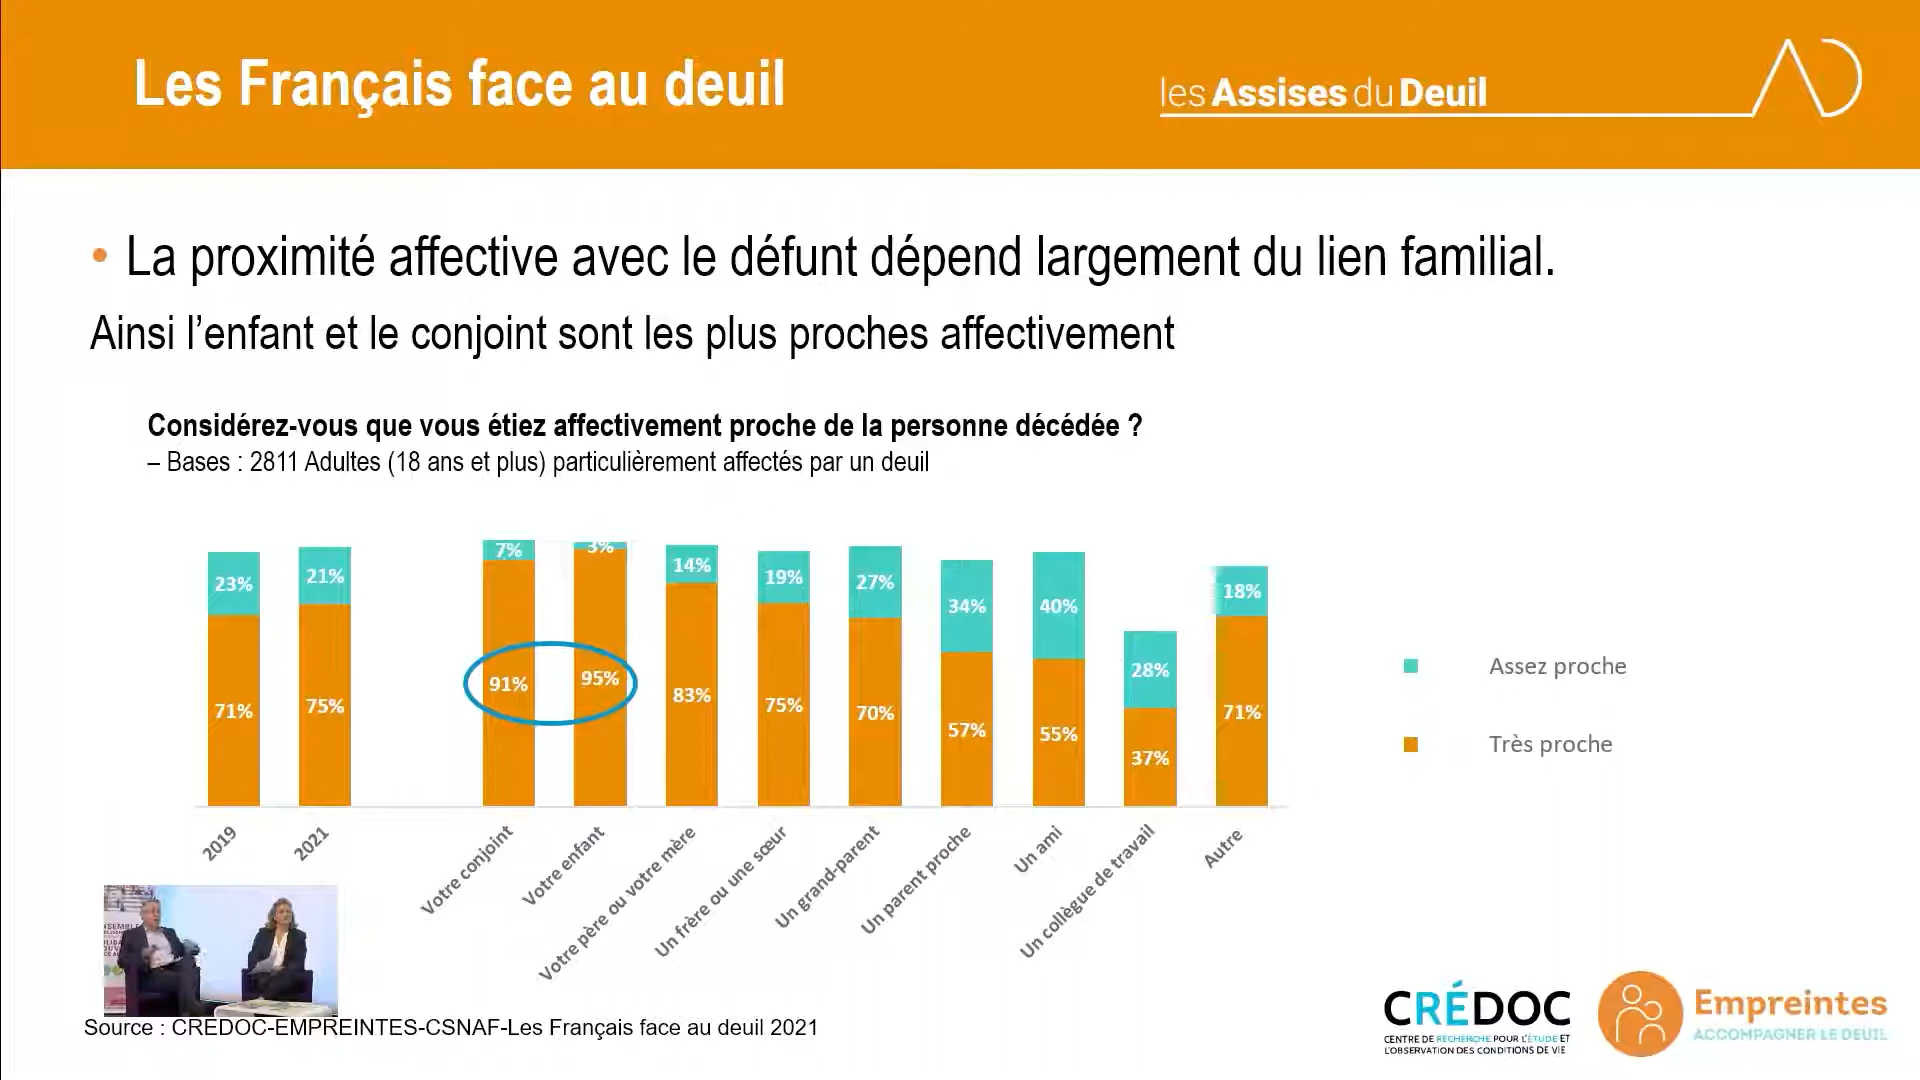 Les Français face au deuil
les Assises du Deuil
AD
• La proximité affective avec le défunt dépend largement du lien familial.
Ainsi l’enfant et le conjoint sont les plus proches affectivement
Considérez-vous que vous étiez affectivement proche de la personne décédée ?
– Bases : 2811 Adultes (18 ans et plus) particulièrement affectés par un deuil
23%
71%
21%
75%
7%
91%
3%
95%
14%
83%
19%
75%
27%
70%
34%
57%
40%
55%
28%
37%
18%
71%
Assez proche
Très proche
2019
2021
Votre conjoint
Votre enfant
Votre père ou votre mère
Un frère ou une sœur
Un grand-parent
Un parent proche
Un ami
Un collègue de travail
Autre
Source : CREDOC-EMPREINTES-CSNAF-Les Français face au deuil 2021
CRÉDOC
CENTRE DE RECHERCHE POUR L'ÉTUDE ET
L'OBSERVATION DES CONDITIONS DE VIE
Empreintes
ACCOMPAGNER LE DEUIL